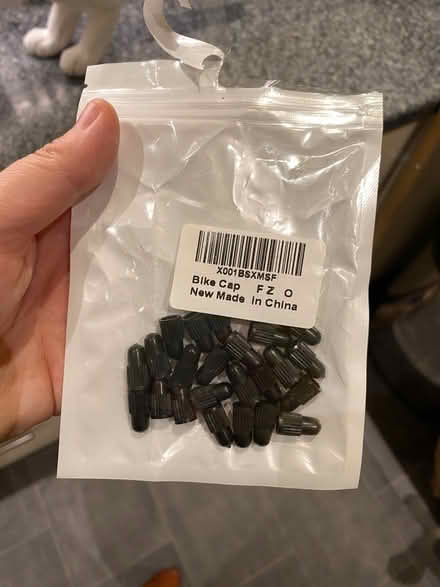 X001BSXMSF
Bike Cap F Z O
New Made In China